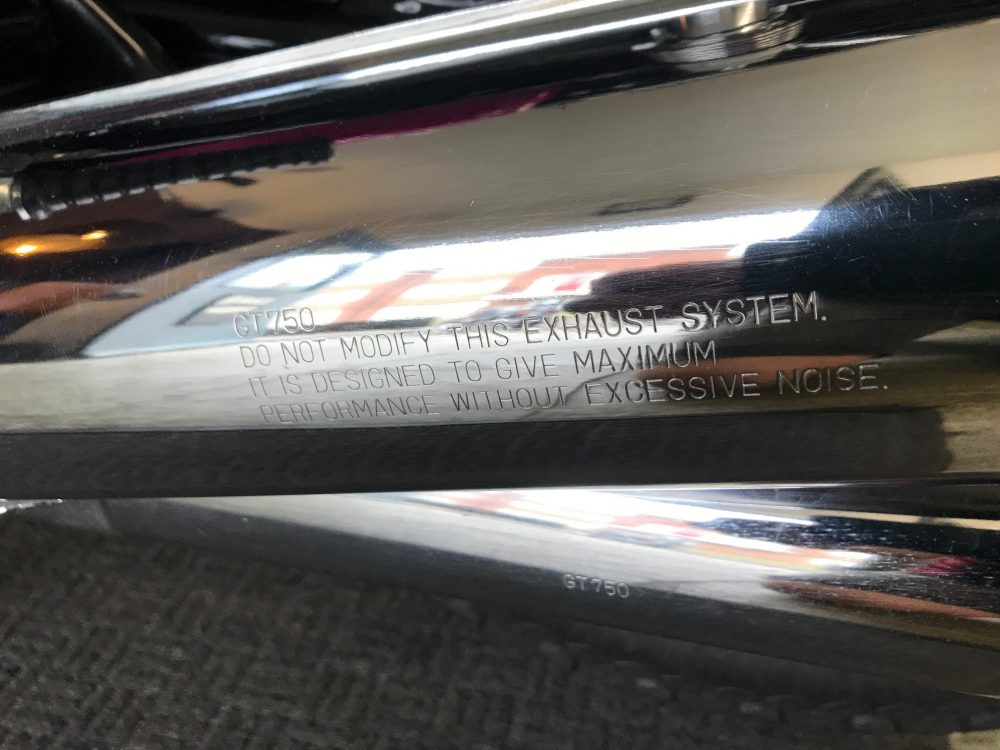 GT750
DO NOT MODIFY THIS EXHAUST SYSTEM.
IT IS DESIGNED TO GIVE MAXIMUM
PERFORMANCE WITHOUT EXCESSIVE NOISE.
GT750